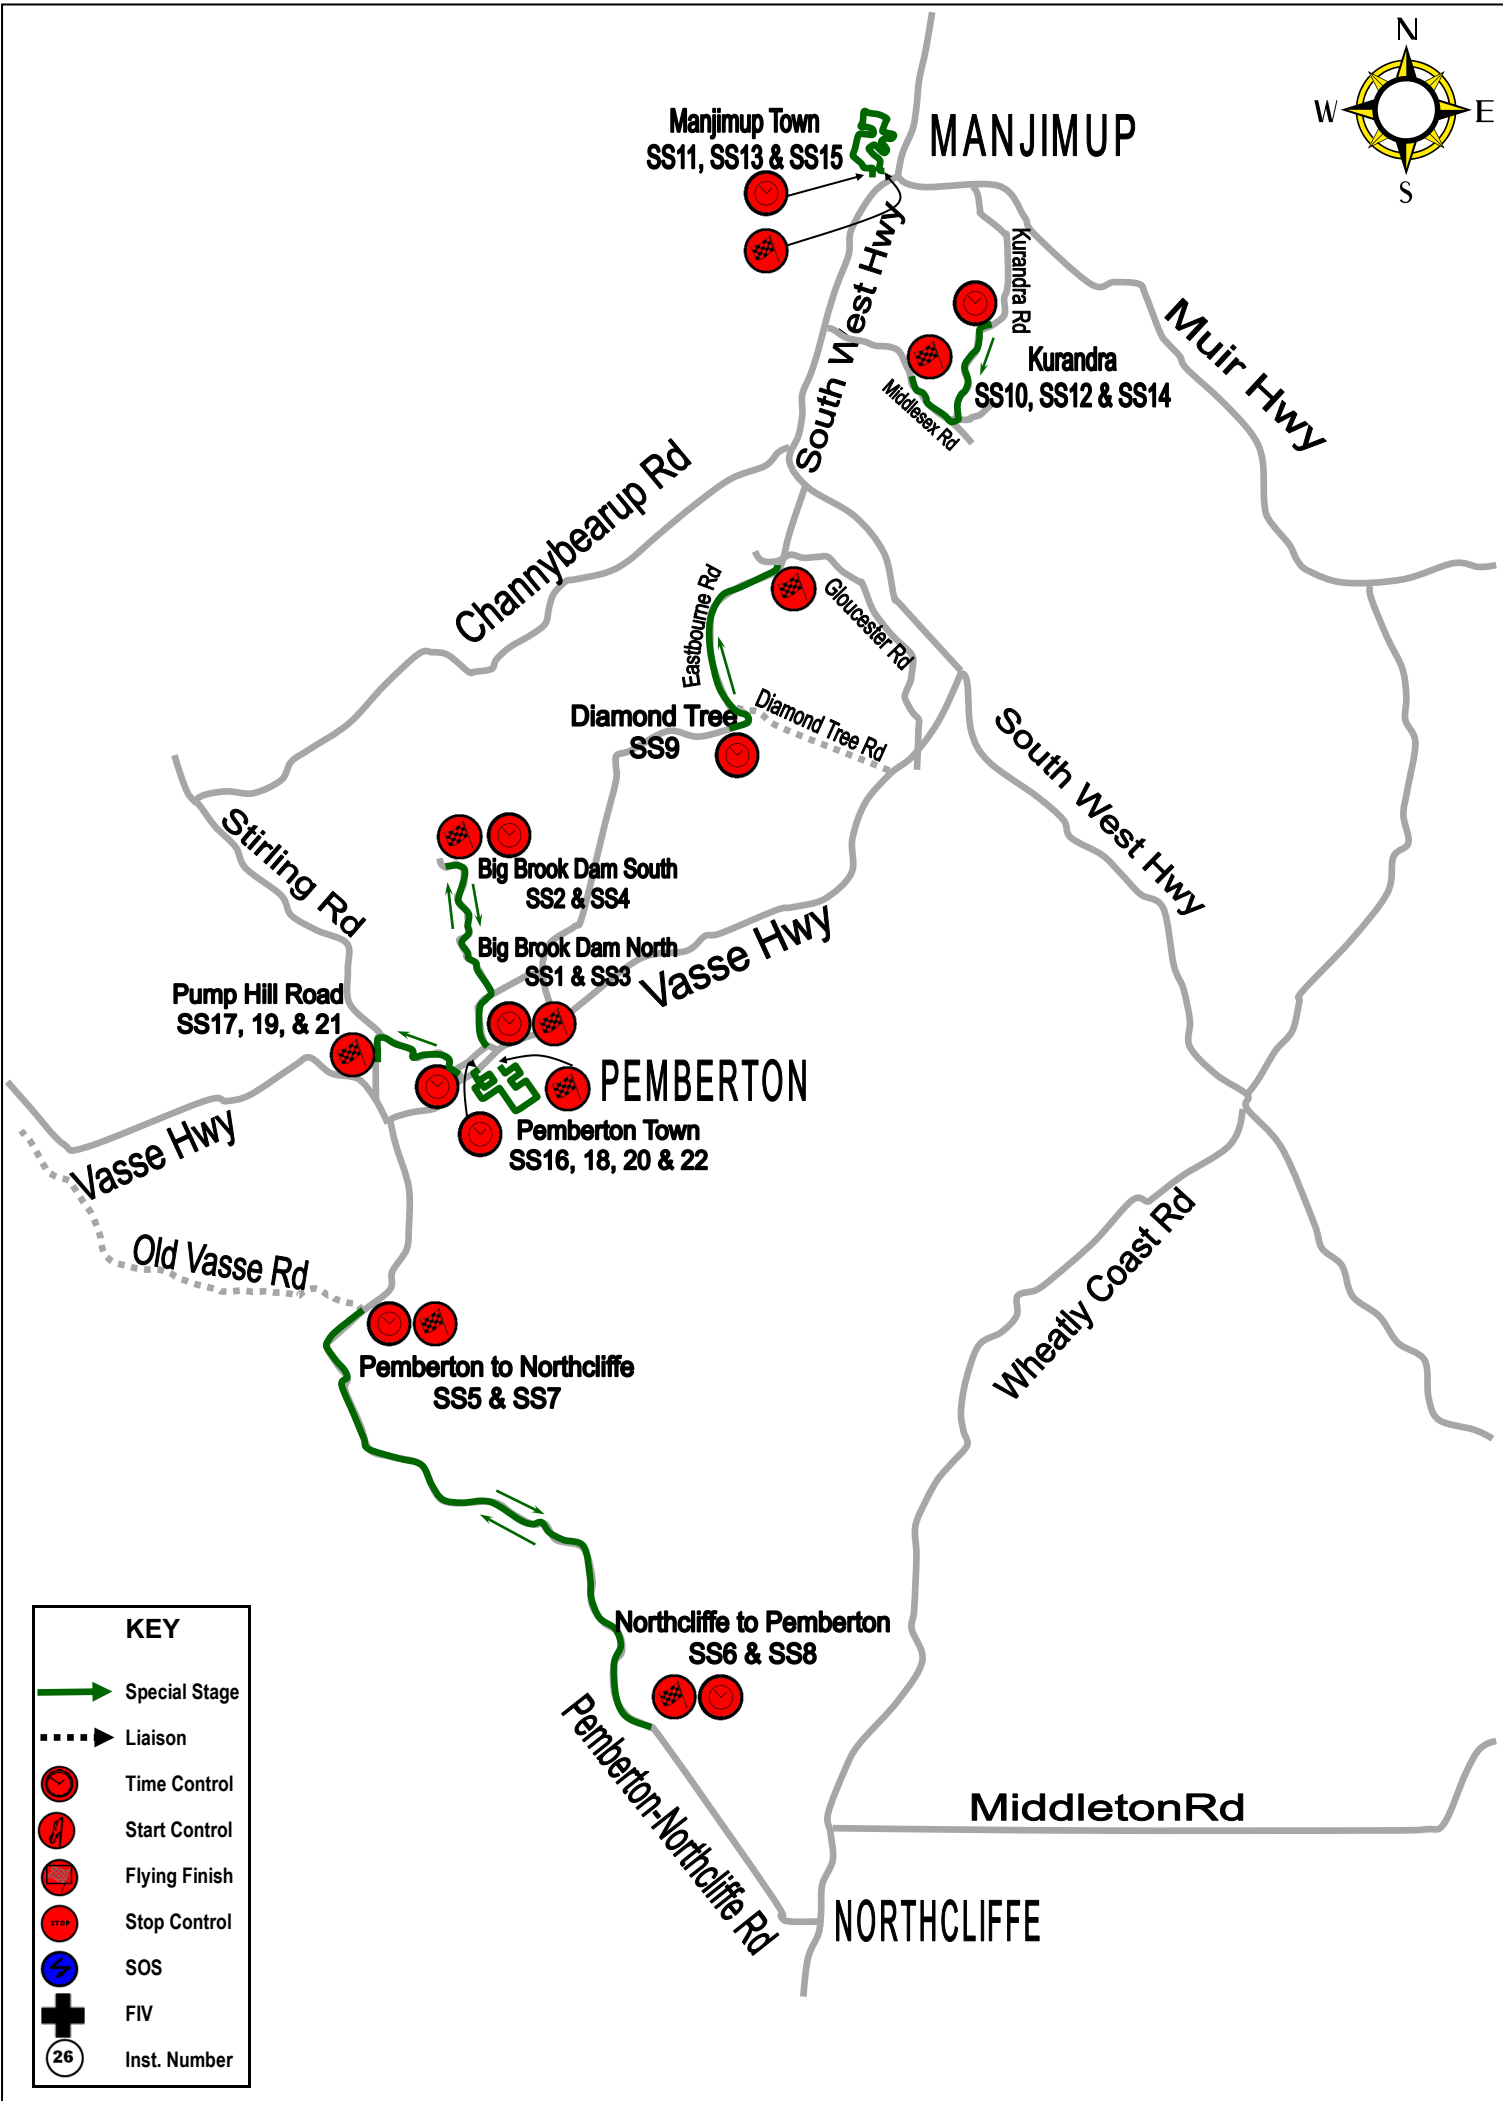 N
W
E
S
Manjimup Town
SS11, SS13 & SS15
MANJIMUP
South West Hwy
Kurandra Rd
Muir Hwy
Kurandra
SS10, SS12 & SS14
Middlesex Rd
Channybearup Rd
Eastbourne Rd
Gloucester Rd
Diamond Tree
SS9
Diamond Tree Rd
South West Hwy
Stirling Rd
Big Brook Dam South
SS2 & SS4
Big Brook Dam North
SS1 & SS3
Vasse Hwy
Pump Hill Road
SS17, 19, & 21
PEMBERTON
Pemberton Town
SS16, 18, 20 & 22
Vasse Hwy
Old Vasse Rd
Wheatly Coast Rd
Pemberton to Northcliffe
SS5 & SS7
Northcliffe to Pemberton
SS6 & SS8
Pemberton-Northcliffe Rd
MiddletonRd
NORTHCLIFFE
KEY
Special Stage
Liaison
Time Control
Start Control
Flying Finish
STOP
Stop Control
SOS
FIV
26
Inst. Number